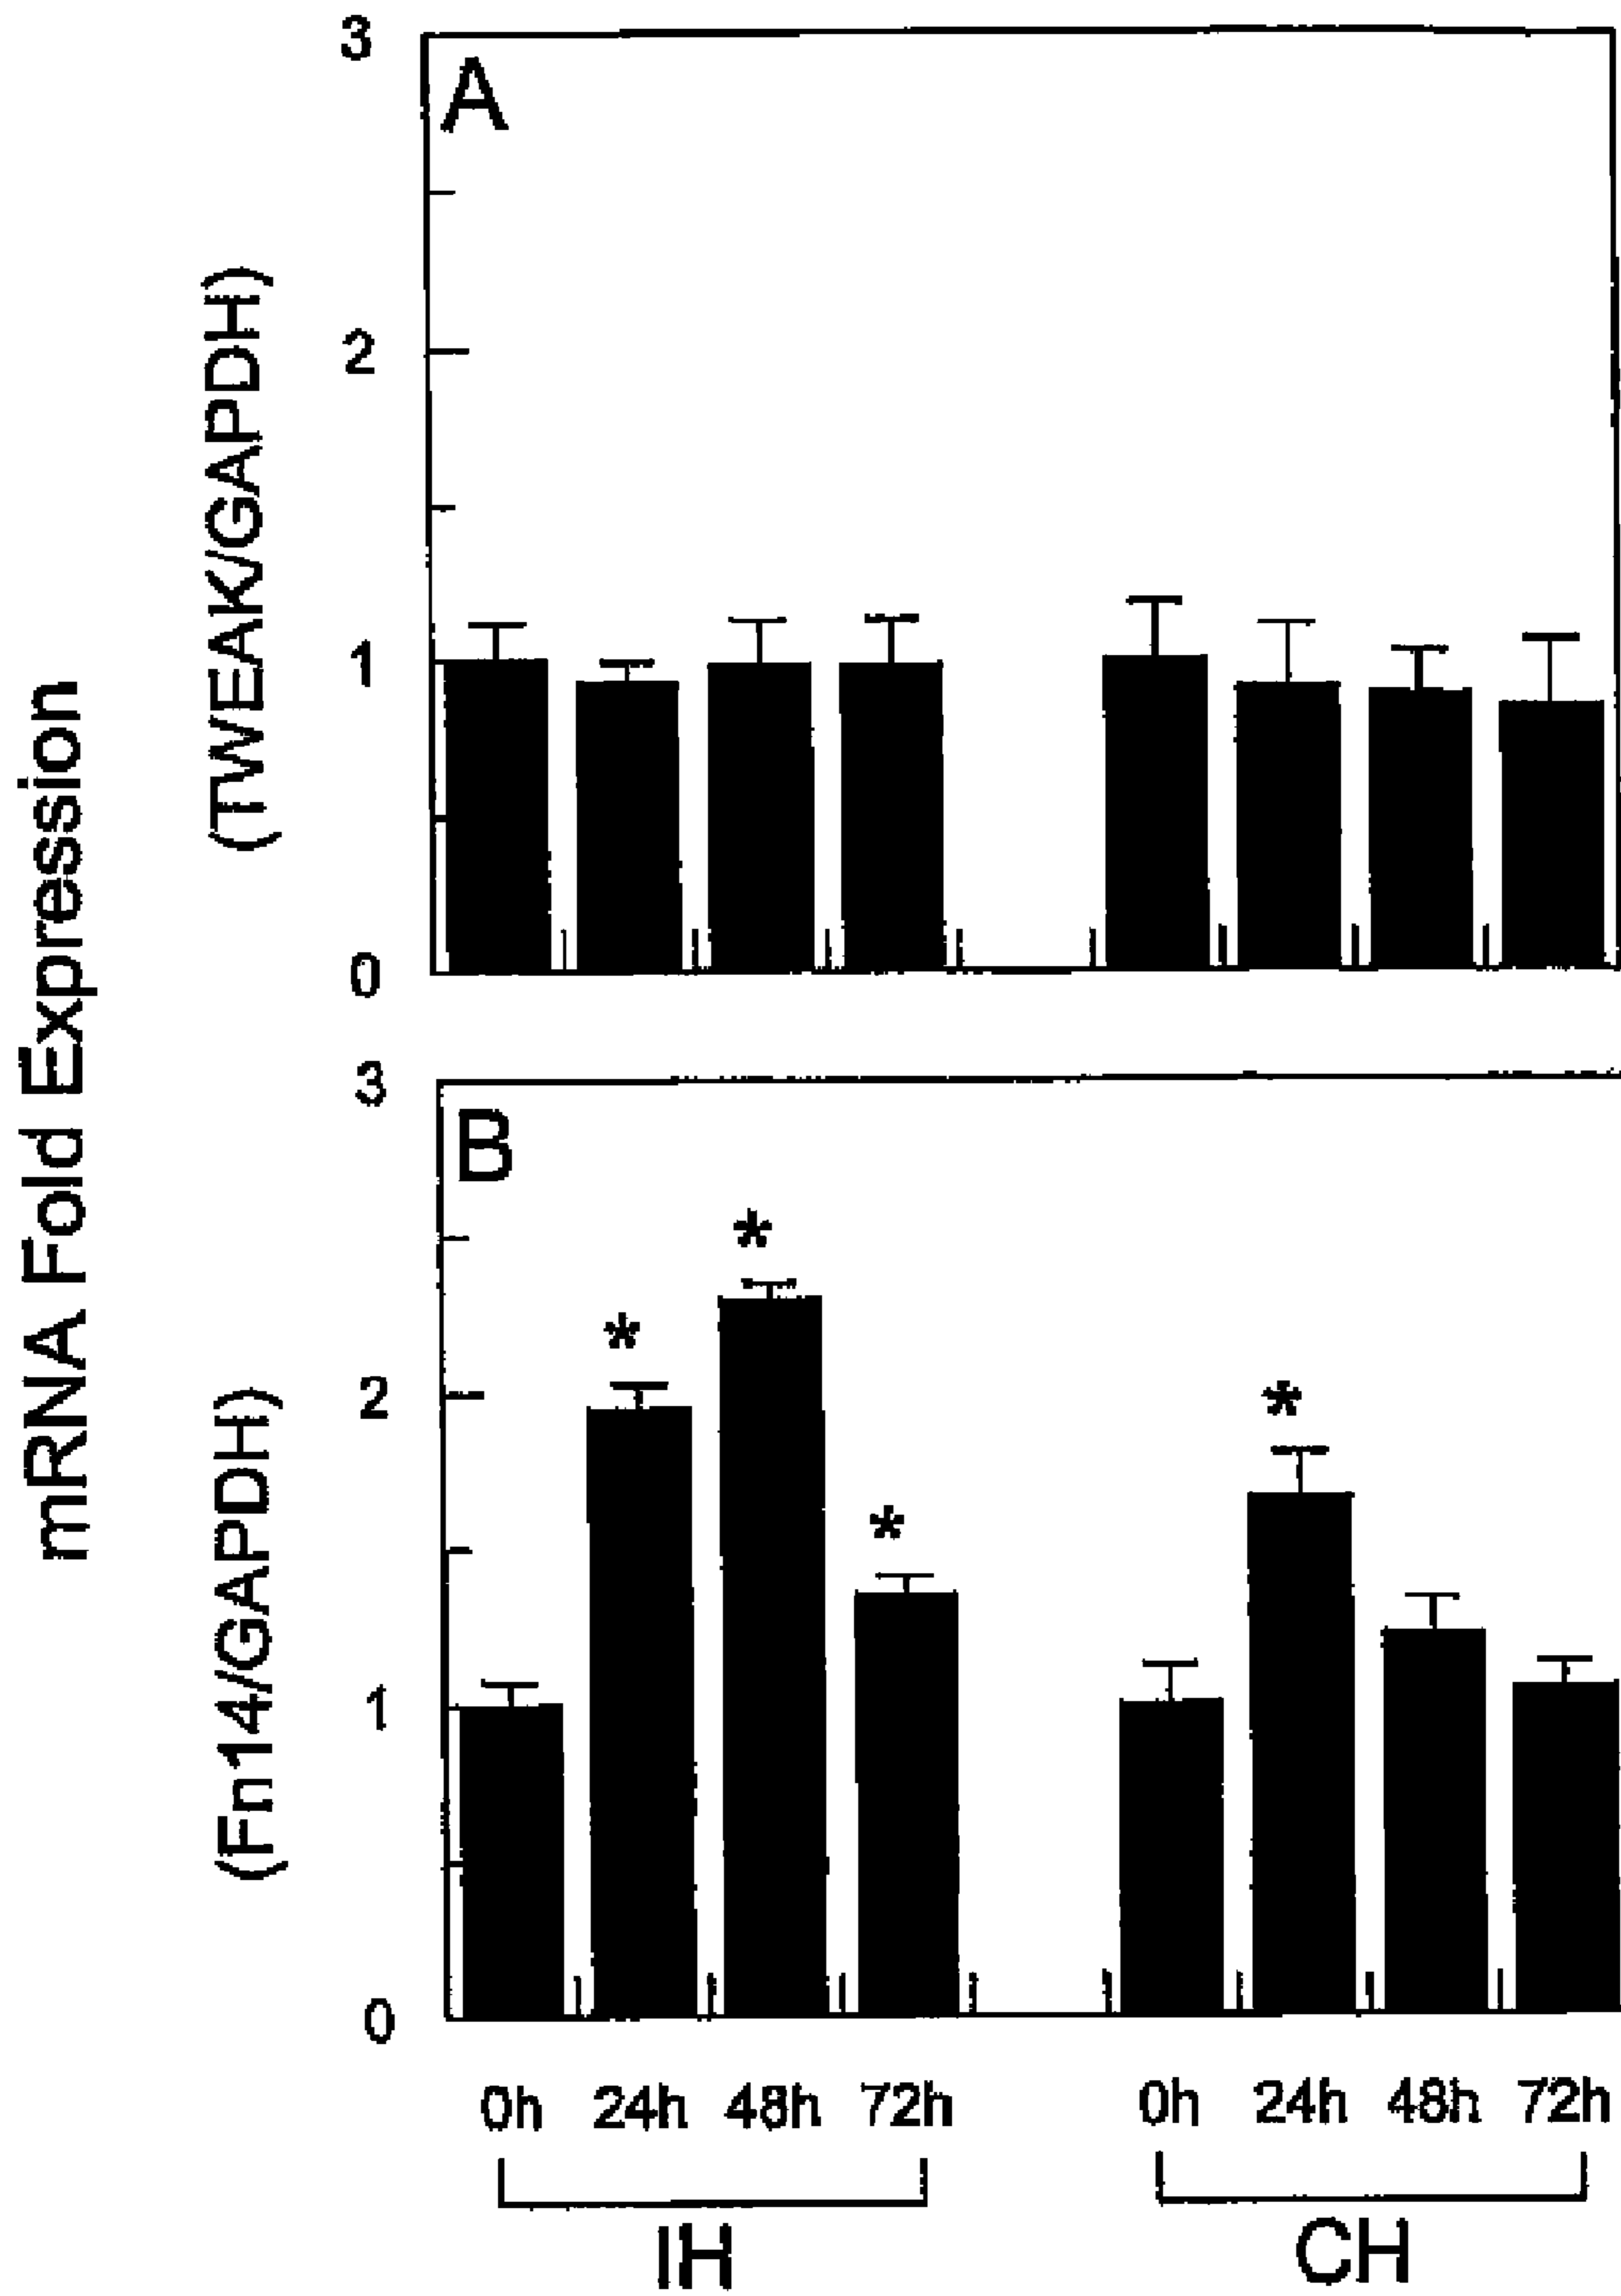 mRNA Fold Expression
(TWEAK/GAPDH)
3
2
1
0
A
(Fn14/GAPDH)
3
2
1
0
B
*
*
*
*
0h 24h 48h 72h 0h 24h 48h 72h
IH CH